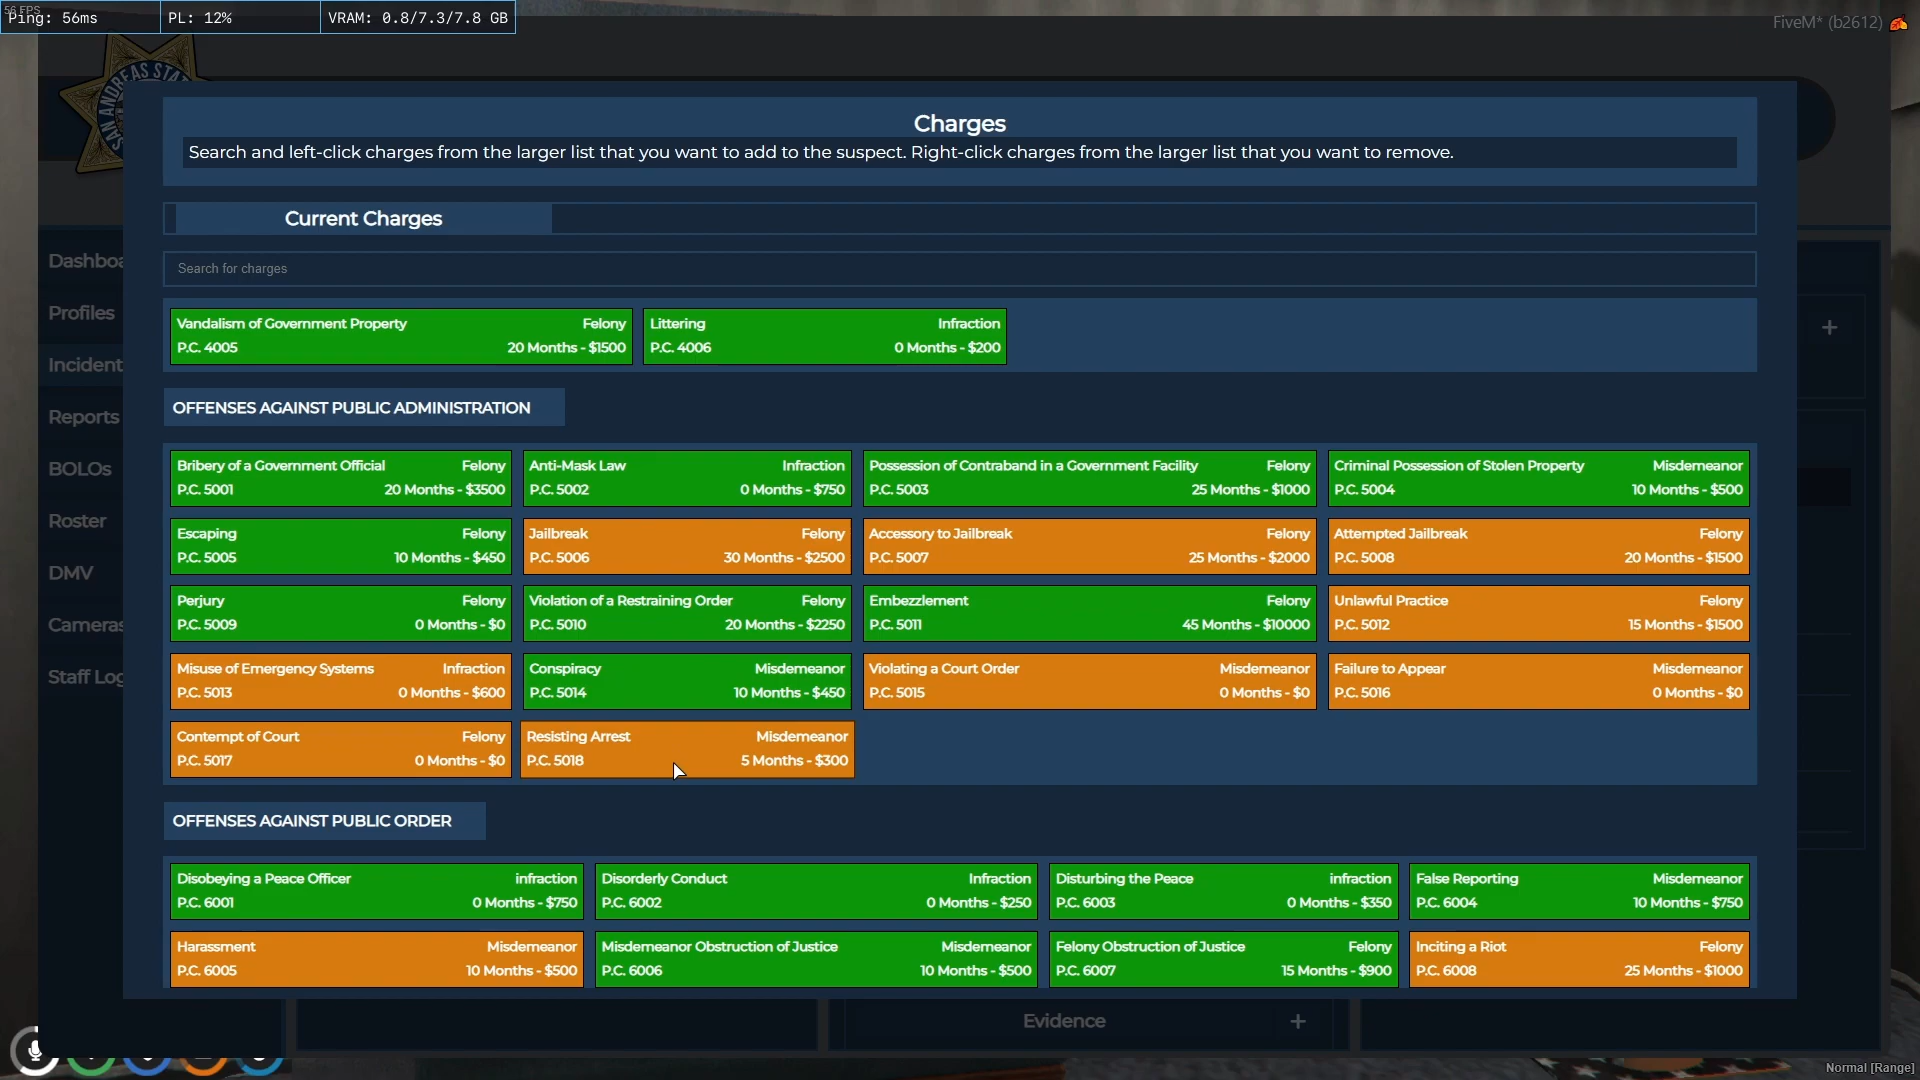 56 FPS
Ping: 56ms
PL: 12%
VRAM: 0.8/7.3/7.8 GB
FiveM* (b2612)
SAN ANDREAS STAT
Charges
Search and left-click charges from the larger list that you want to add to the suspect. Right-click charges from the larger list that you want to remove.
Current Charges
Search for charges
Dashboa
Profiles
Incident
Reports
BOLOs
Roster
DMV
Cameras
Staff Log
+
Vandalism of Government Property Felony
P.C. 4005 20 Months - $1500
Littering Infraction
P.C. 4006 0 Months - $200
OFFENSES AGAINST PUBLIC ADMINISTRATION
Bribery of a Government Official Felony
P.C. 5001 20 Months - $3500
Anti-Mask Law Infraction
P.C. 5002 0 Months - $750
Possession of Contraband in a Government Facility Felony
P.C. 5003 25 Months - $1000
Criminal Possession of Stolen Property Misdemeanor
P.C. 5004 10 Months - $500
Escaping Felony
P.C. 5005 10 Months - $450
Jailbreak Felony
P.C. 5006 30 Months - $2500
Accessory to Jailbreak Felony
P.C. 5007 25 Months - $2000
Attempted Jailbreak Felony
P.C. 5008 20 Months - $1500
Perjury Felony
P.C. 5009 0 Months - $0
Violation of a Restraining Order Felony
P.C. 5010 20 Months - $2250
Embezzlement Felony
P.C. 5011 45 Months - $10000
Unlawful Practice Felony
P.C. 5012 15 Months - $1500
Misuse of Emergency Systems Infraction
P.C. 5013 0 Months - $600
Conspiracy Misdemeanor
P.C. 5014 10 Months - $450
Violating a Court Order Misdemeanor
P.C. 5015 0 Months - $0
Failure to Appear Misdemeanor
P.C. 5016 0 Months - $0
Contempt of Court Felony
P.C. 5017 0 Months - $0
Resisting Arrest Misdemeanor
P.C. 5018 5 Months - $300
OFFENSES AGAINST PUBLIC ORDER
Disobeying a Peace Officer infraction
P.C. 6001 0 Months - $750
Disorderly Conduct Infraction
P.C. 6002 0 Months - $250
Disturbing the Peace infraction
P.C. 6003 0 Months - $350
False Reporting Misdemeanor
P.C. 6004 10 Months - $750
Harassment Misdemeanor
P.C. 6005 10 Months - $500
Misdemeanor Obstruction of Justice Misdemeanor
P.C. 6006 10 Months - $500
Felony Obstruction of Justice Felony
P.C. 6007 15 Months - $900
Inciting a Riot Felony
P.C. 6008 25 Months - $1000
Evidence +
Normal [Range]